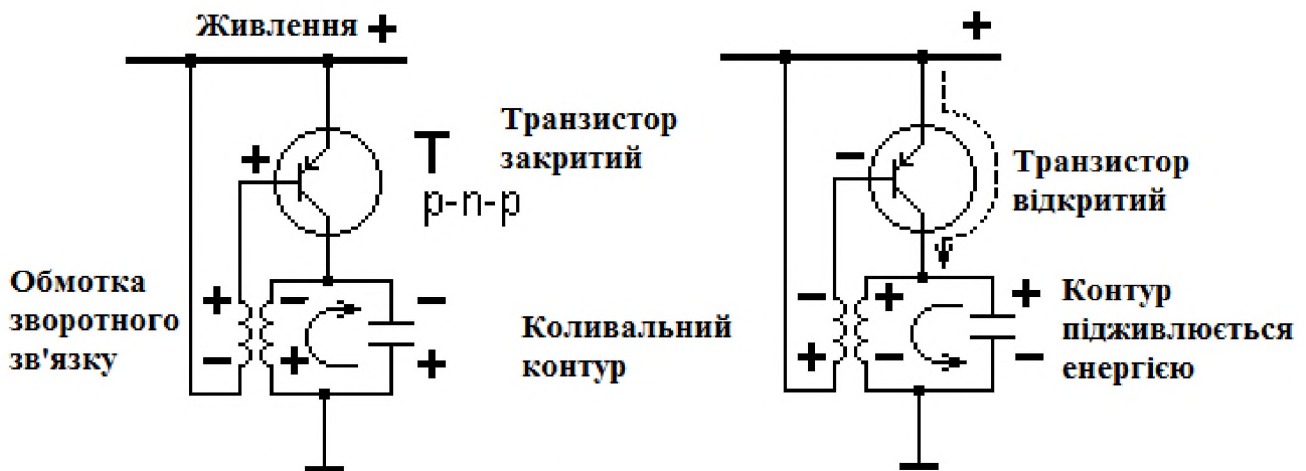 Живлення +
+
Транзистор
закритий
+
T
p-n-p
–
Транзистор
відкритий
Обмотка
зворотного
зв'язку
+ – –
– + +
Коливальний
контур
– + +
+ – –
Контур
підживлюється
енергією